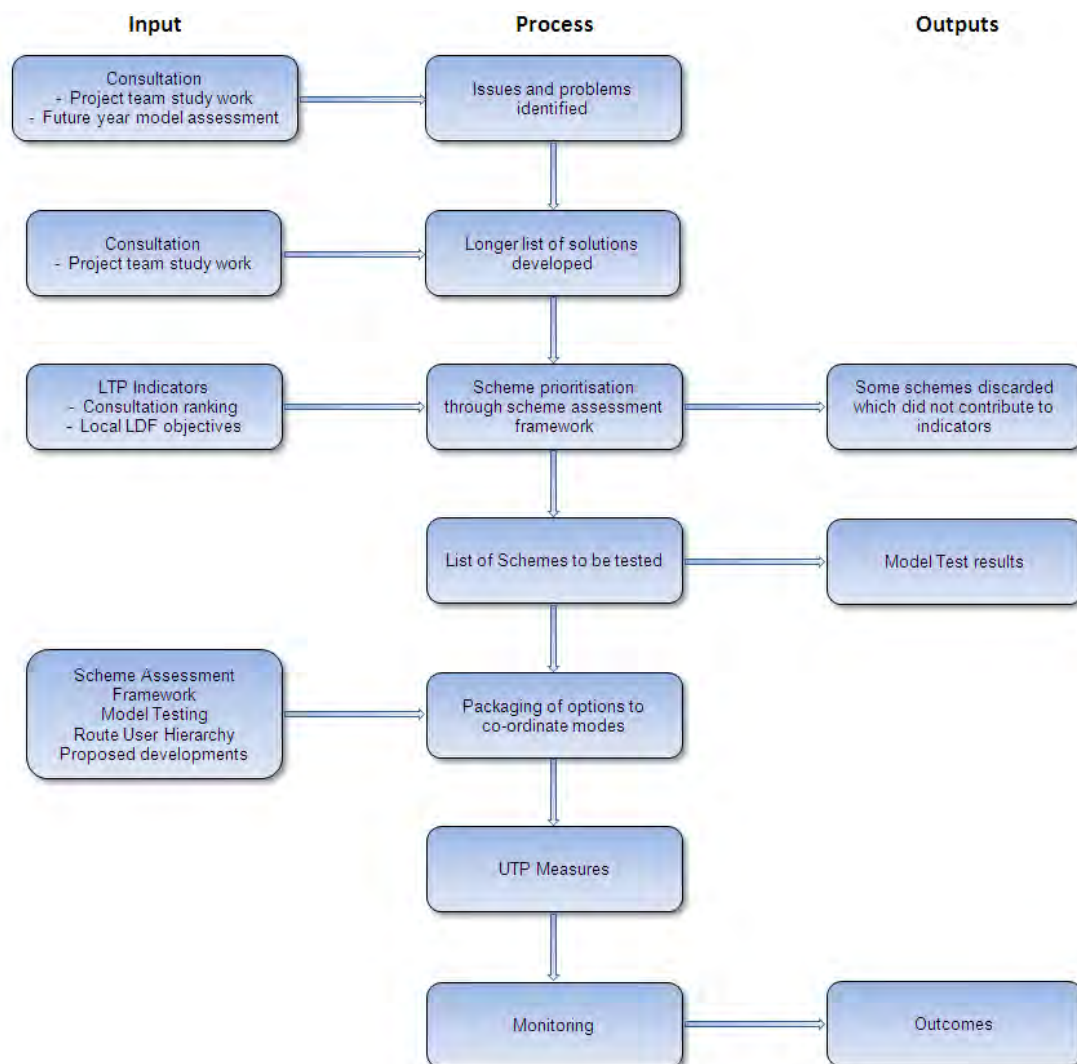 Input
Process
Outputs
Consultation
- Project team study work
- Future year model assessment
Issues and problems
identified
Consultation
- Project team study work
Longer list of solutions
developed
LTP Indicators
- Consultation ranking
- Local LDF objectives
Scheme prioritisation
through scheme assessment
framework
Some schemes discarded
which did not contribute to
indicators
List of Schemes to be tested
Model Test results
Scheme Assessment
Framework
Model Testing
Route User Hierarchy
Proposed developments
Packaging of options to
co-ordinate modes
UTP Measures
Monitoring
Outcomes